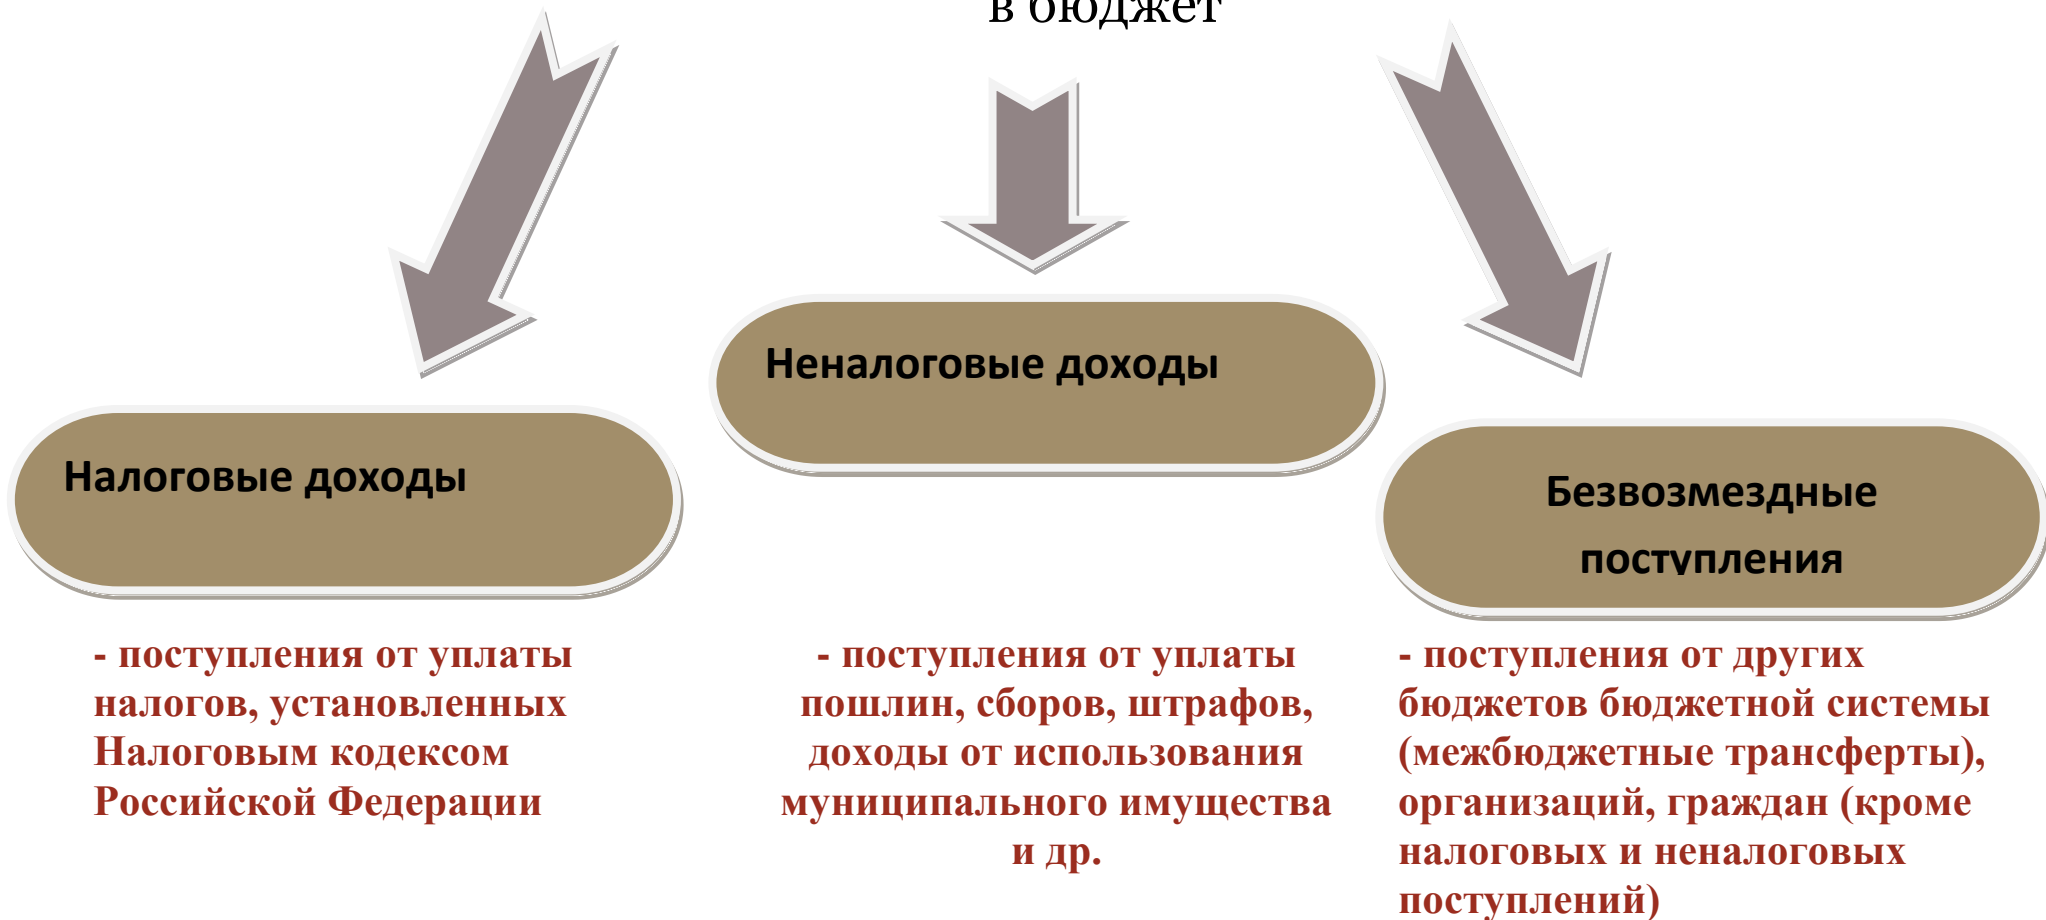 в бюджет
Неналоговые доходы
Налоговые доходы
Безвозмездные
поступления
- поступления от уплаты
налогов, установленных
Налоговым кодексом
Российской Федерации
- поступления от уплаты
пошлин, сборов, штрафов,
доходы от использования
муниципального имущества
и др.
- поступления от других
бюджетов бюджетной системы
(межбюджетные трансферты),
организаций, граждан (кроме
налоговых и неналоговых
поступлений)